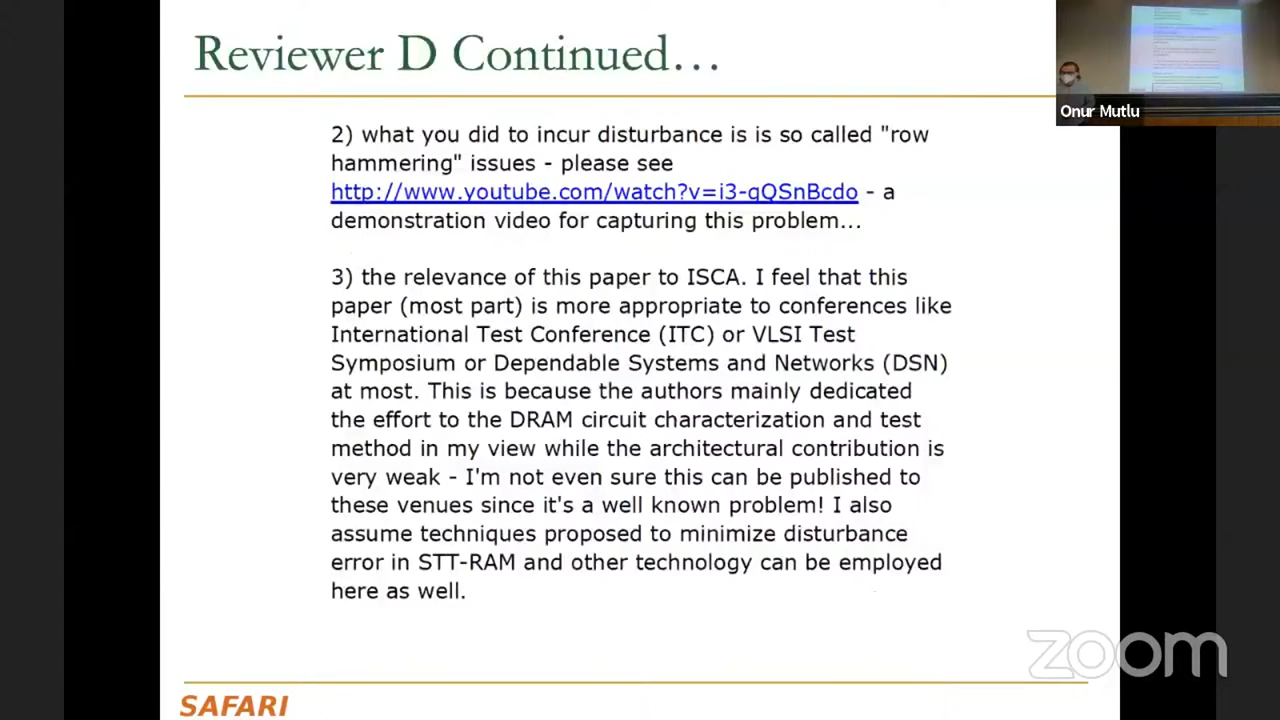 Reviewer D Continued...
Onur Mutlu
2) what you did to incur disturbance is is so called "row
hammering" issues - please see
http://www.youtube.com/watch?v=i3-qQSnBcdo - a
demonstration video for capturing this problem...
3) the relevance of this paper to ISCA. I feel that this
paper (most part) is more appropriate to conferences like
International Test Conference (ITC) or VLSI Test
Symposium or Dependable Systems and Networks (DSN)
at most. This is because the authors mainly dedicated
the effort to the DRAM circuit characterization and test
method in my view while the architectural contribution is
very weak - I'm not even sure this can be published to
these venues since it's a well known problem! I also
assume techniques proposed to minimize disturbance
error in STT-RAM and other technology can be employed
here as well.
zoom
SAFARI